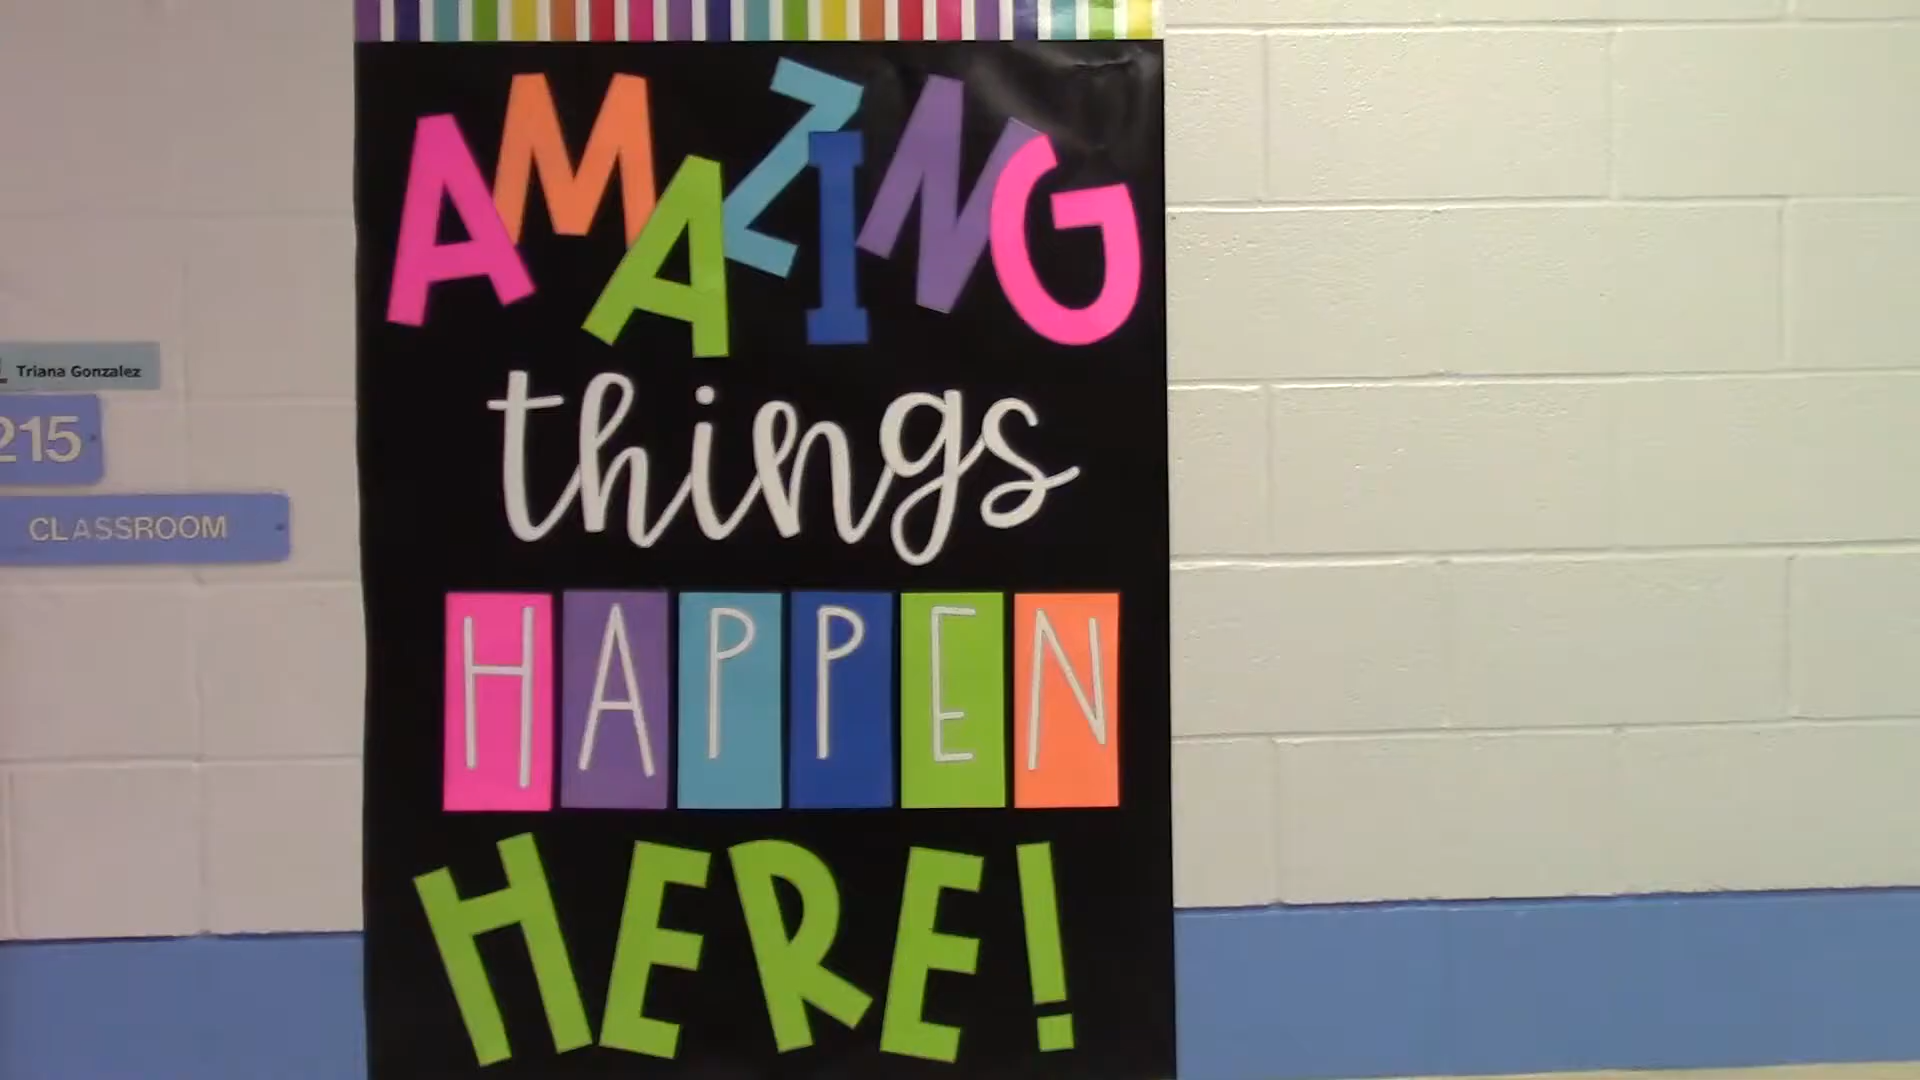 AMAZING
things
HAPPEN
HERE!
Triana Gonzalez
215
CLASSROOM